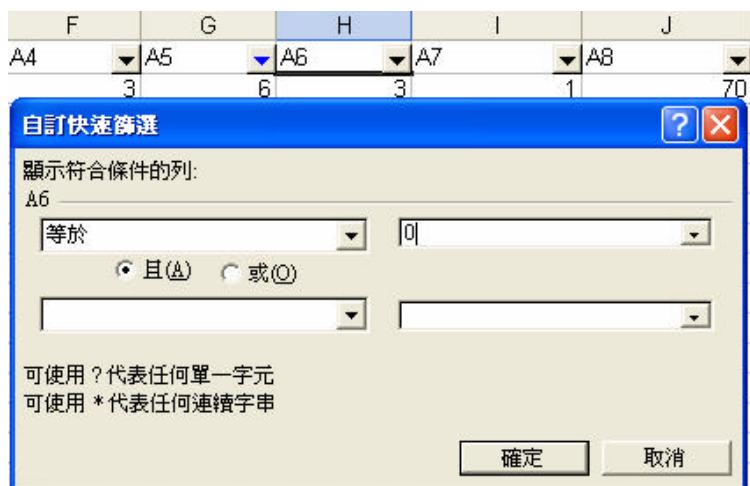 F G H I J
A4 A5 A6 A7 A8
3 6 3 1 70
自訂快速篩選
顯示符合條件的列:
A6
等於 0
且(A) 或(O)
可使用 ? 代表任何單一字元
可使用 * 代表任何連續字串
確定 取消